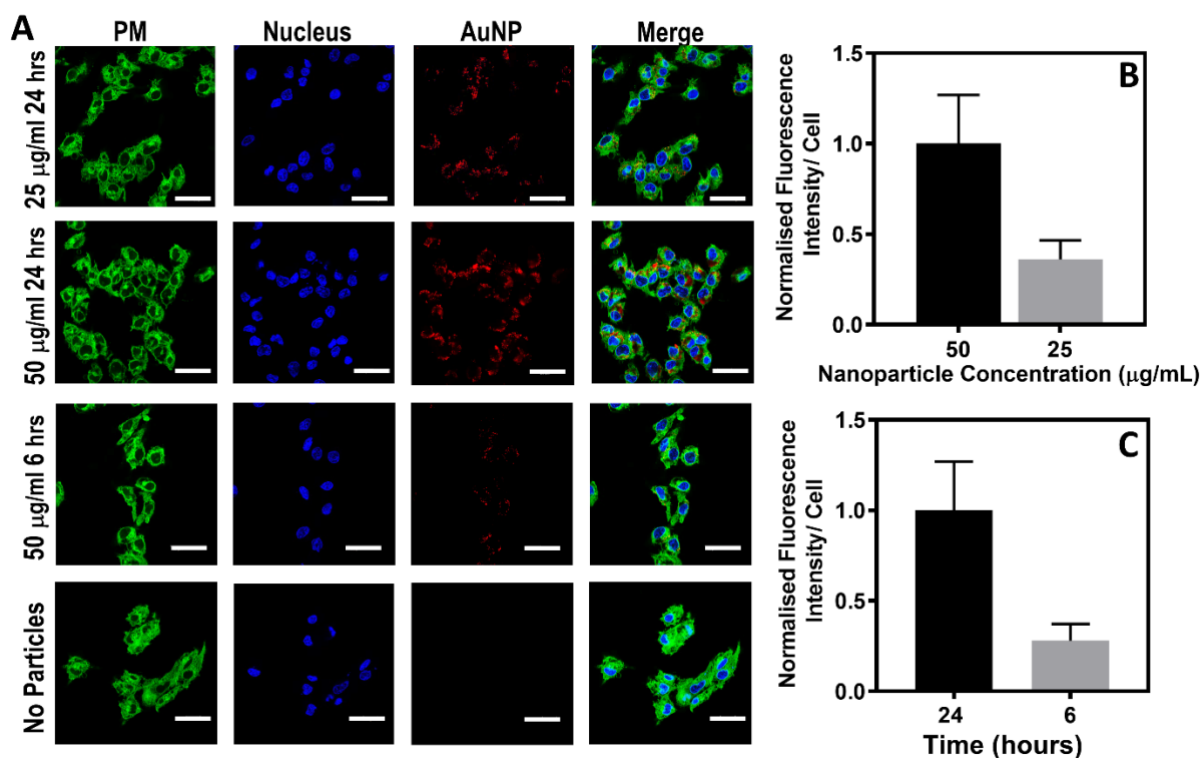 A
PM Nucleus AuNP Merge
25 µg/ml 24 hrs
50 µg/ml 24 hrs
50 µg/ml 6 hrs
No Particles
B
Normalised Fluorescence
Intensity/ Cell
1.5
1.0
0.5
0.0
50 25
Nanoparticle Concentration (µg/mL)
C
Normalised Fluorescence
Intensity/ Cell
1.5
1.0
0.5
0.0
24 6
Time (hours)